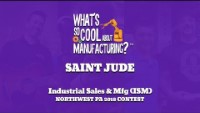 WHAT'S
SO COOL
ABOUT
MANUFACTURING?
SAINT JUDE
Industrial Sales & Mfg (ISM)
NORTHWEST PA 2018 CONTEST